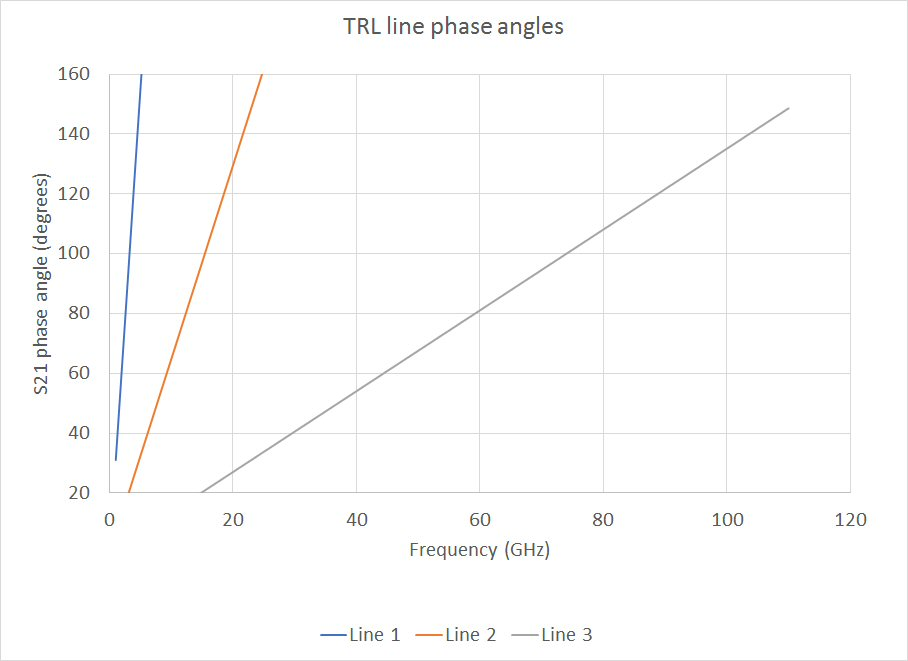 TRL line phase angles
160
140
120
100
80
60
40
20
S21 phase angle (degrees)
0 20 40 60 80 100 120
Frequency (GHz)
Line 1 Line 2 Line 3